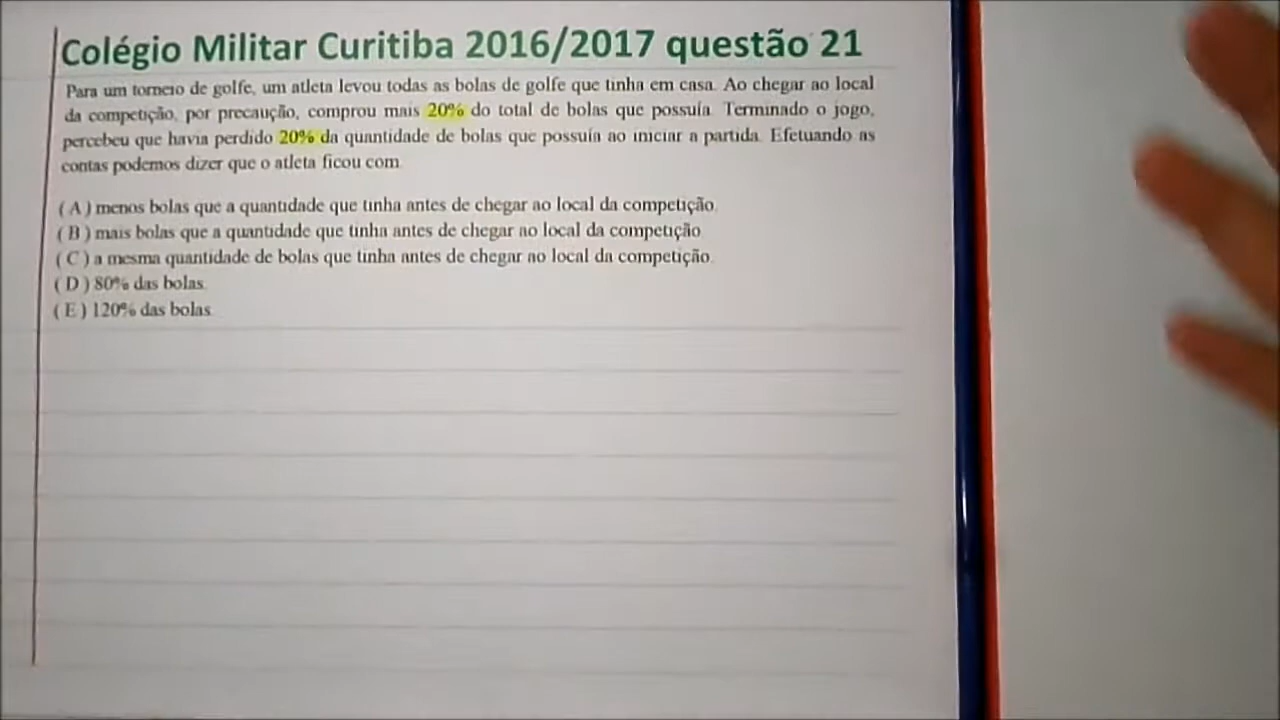 Colégio Militar Curitiba 2016/2017 questão 21
Para um torneio de golfe, um atleta levou todas as bolas de golfe que tinha em casa. Ao chegar ao local
da competição, por precaução, comprou mais 20% do total de bolas que possuía. Terminado o jogo,
percebeu que havia perdido 20% da quantidade de bolas que possuía ao iniciar a partida. Efetuando as
contas podemos dizer que o atleta ficou com
( A ) menos bolas que a quantidade que tinha antes de chegar ao local da competição.
( B ) mais bolas que a quantidade que tinha antes de chegar ao local da competição
( C ) a mesma quantidade de bolas que tinha antes de chegar ao local da competição.
( D ) 80% das bolas.
( E ) 120% das bolas